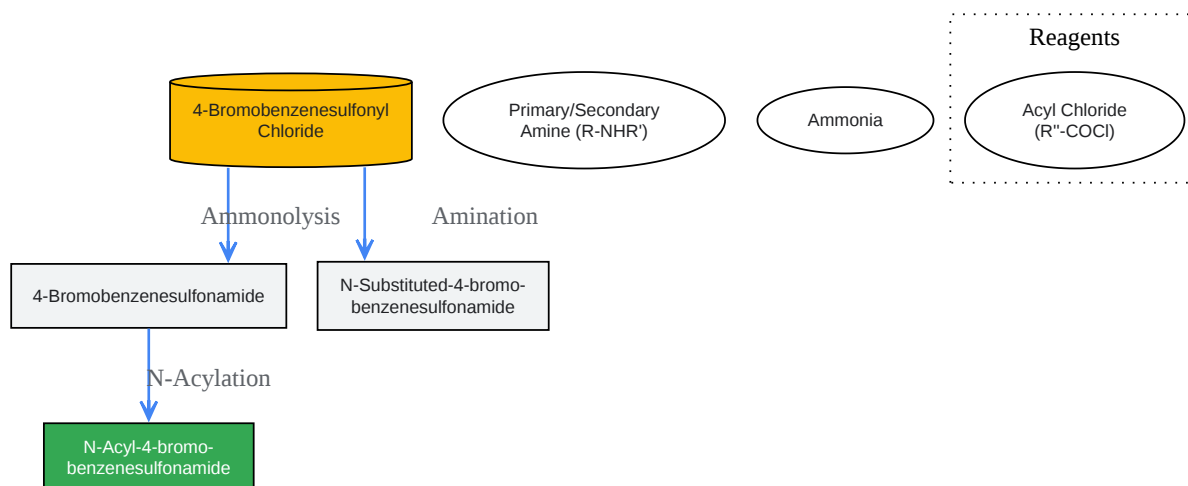 Reagents
4-Bromobenzenesulfonyl
Chloride
Primary/Secondary
Amine (R-NHR')
Ammonia
Acyl Chloride
(R"-COCl)
Ammonolysis
Amination
4-Bromobenzenesulfonamide
N-Substituted-4-bromo-
benzenesulfonamide
N-Acylation
N-Acyl-4-bromo-
benzenesulfonamide